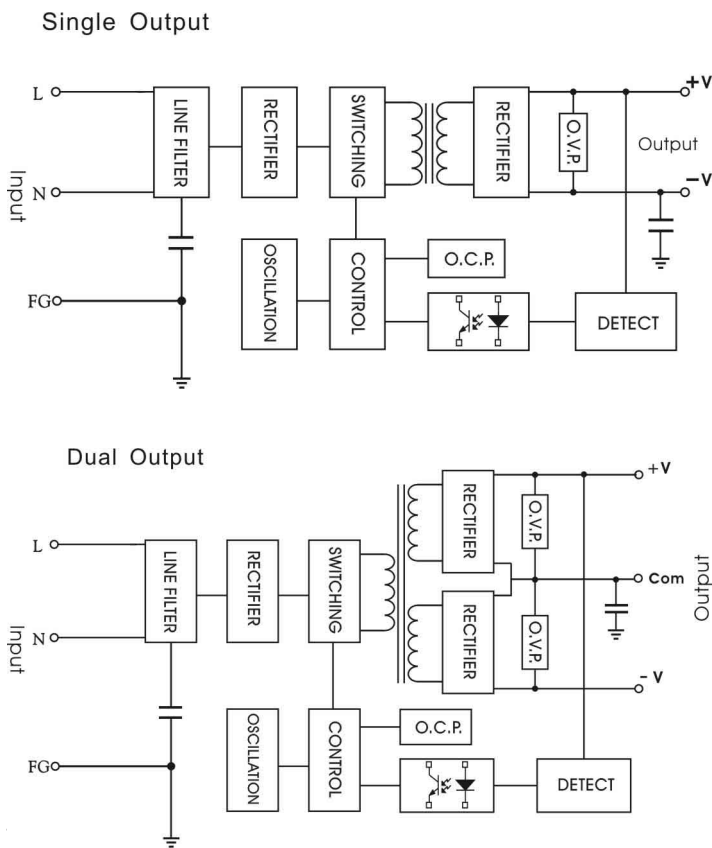 Single Output
L
N
FG
Input
LINE FILTER
RECTIFIER
SWITCHING
RECTIFIER
O.V.P.
+V
Output
-V
OSCILLATION
CONTROL
O.C.P.
DETECT
Dual Output
L
N
FG
Input
LINE FILTER
RECTIFIER
SWITCHING
RECTIFIER
RECTIFIER
O.V.P.
O.V.P.
+V
Com
- V
Output
OSCILLATION
CONTROL
O.C.P.
DETECT